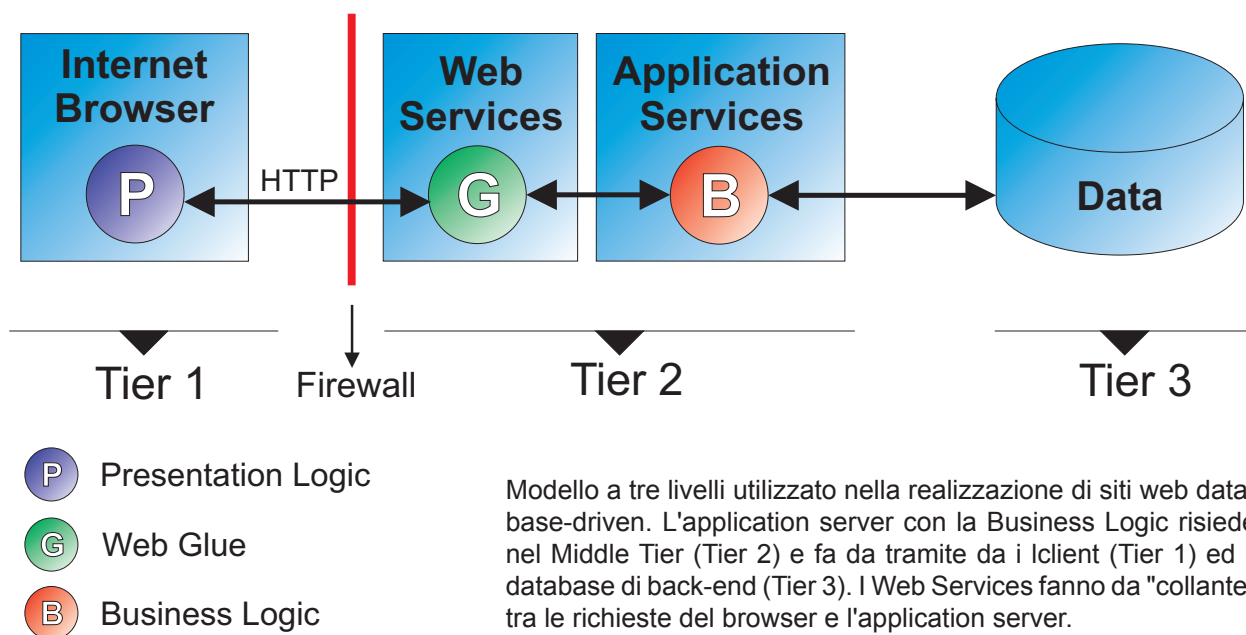 Internet
Browser
P
HTTP
Web
Services
G
Application
Services
B
Data
Tier 1
Firewall
Tier 2
Tier 3
P Presentation Logic
G Web Glue
B Business Logic
Modello a tre livelli utilizzato nella realizzazione di siti web data
base-driven. L'application server con la Business Logic risiede
nel Middle Tier (Tier 2) e fa da tramite da i lclient (Tier 1) ed
database di back-end (Tier 3). I Web Services fanno da "collante
tra le richieste del browser e l'application server.